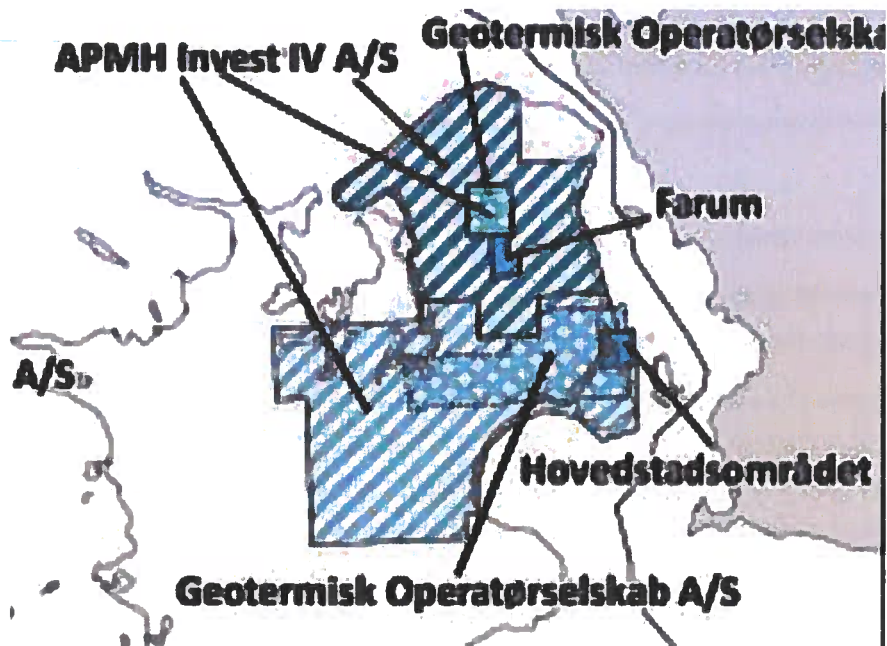 Geotermisk Operatørselska
APMH Invest IV A/S
Farum
A/S
Hovedstadsområdet
Geotermisk Operatørselskab A/S